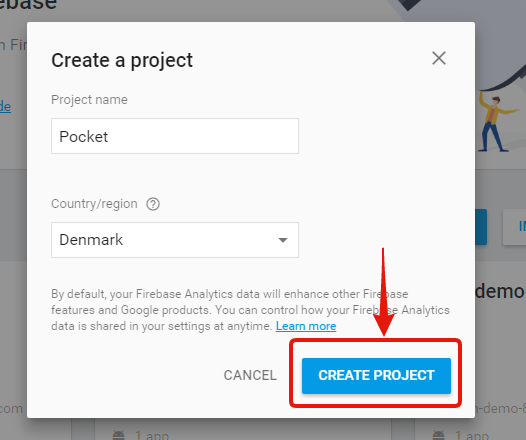 ebase
Create a project
n Fir
Project name
de
Pocket
Country/region ?
Denmark
IM
By default, your Firebase Analytics data will enhance other Firebase
features and Google products. You can control how your Firebase Analytics
data is shared in your settings at anytime. Learn more
demo
CANCEL
CREATE PROJECT
com
n-demo-8
1 app
1 app